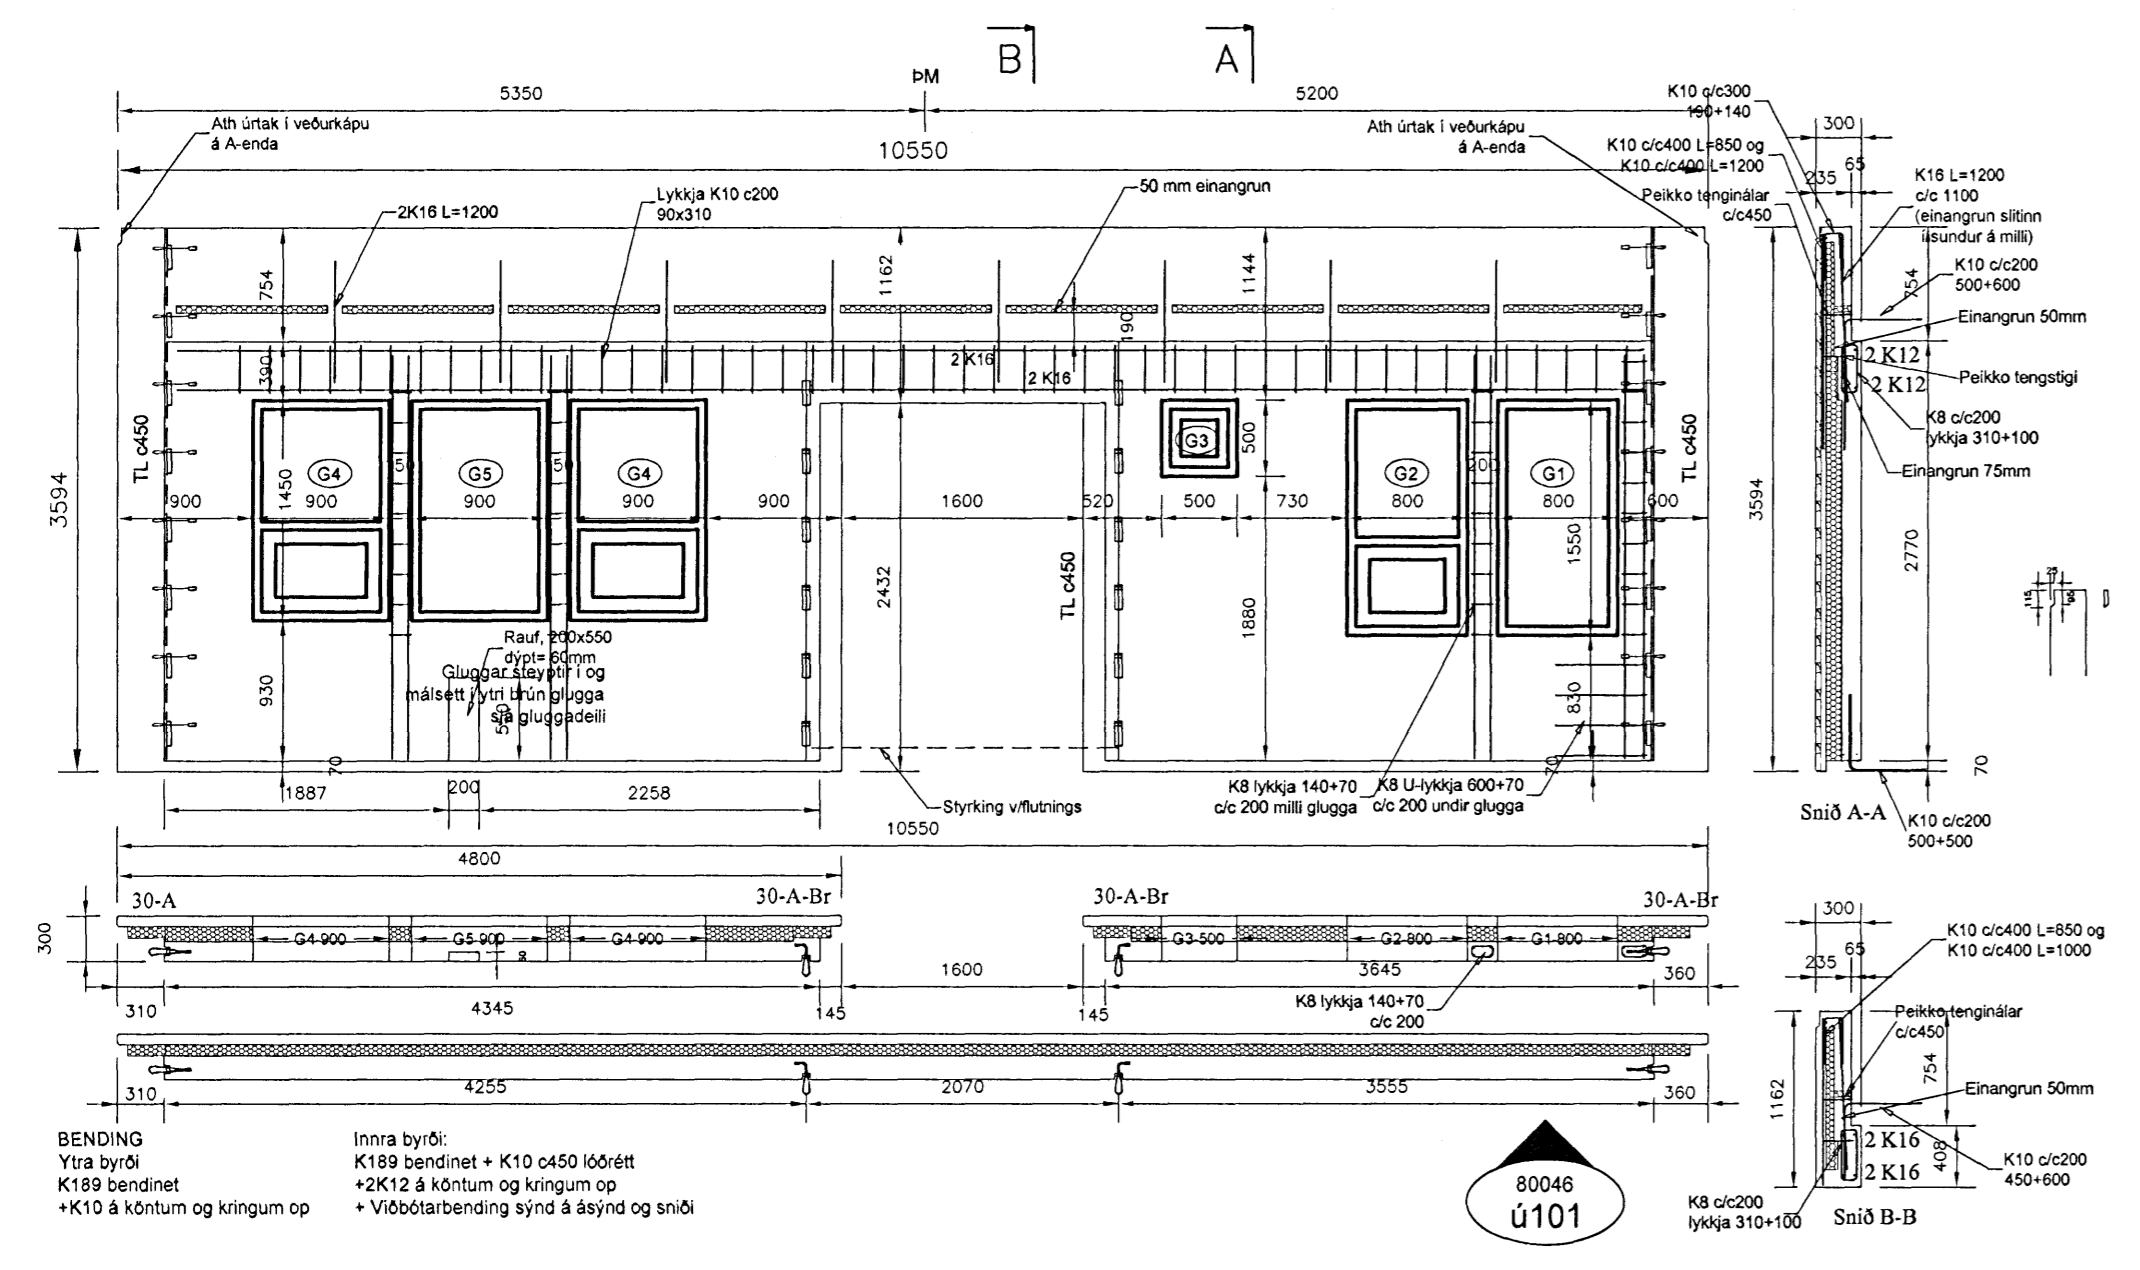 B
A
ÞM
5350
5200
10550
Ath úrtak í veðurkápu
á A-enda
Ath úrtak í veðurkápu
á A-enda
2K16 L=1200
Lykkja K10 c200
90x310
50 mm einangrun
K10 c/c300
190+140
K10 c/c400 L=850 og
K10 c/c400 L=1200
Peikko tenginálar
c/c450
300
65
235
K16 L=1200
c/c 1100
(einangrun slitinn
í sundur á milli)
K10 c/c200
500+600
754
Einangrun 50mm
2 K12
Peikko tengstigi
2 K12
K8 c/c200
lykkja 310+100
Einangrun 75mm
2770
70
Snið A-A
K10 c/c200
500+500
25
115
95
3594
754
1162
1144
190
390
2 K16
2 K16
TL c450
TL c450
TL c450
G4
G5
G4
G3
G2
G1
50
50
200
1450
500
1550
900
900
900
900
900
1600
520
500
730
800
800
600
3594
2432
1880
930
830
70
70
Rauf, 200x550
dýpt= 60mm
Gluggar steyptir í og
málsett í ytri brún glugga
sjá gluggadeili
550
1887
200
2258
Styrking v/flutnings
K8 lykkja 140+70
c/c 200 milli glugga
K8 U-lykkja 600+70
c/c 200 undir glugga
10550
4800
30-A
30-A-Br
30-A-Br
30-A-Br
300
G4-900
G5-900
G4-900
G3-500
G2-800
G1-800
310
4345
145
1600
145
3645
360
K8 lykkja 140+70
c/c 200
310
4255
2070
3555
360
300
65
235
K10 c/c400 L=850 og
K10 c/c400 L=1000
Peikko tenginálar
c/c450
754
1162
Einangrun 50mm
2 K16
2 K16
408
K10 c/c200
450+600
K8 c/c200
lykkja 310+100
Snið B-B
BENDING
Ytra byrði
K189 bendinet
+K10 á köntum og kringum op
Innra byrði:
K189 bendinet + K10 c450 lóðrétt
+2K12 á köntum og kringum op
+ Viðbótarbending sýnd á ásýnd og sniði
80046
ú101